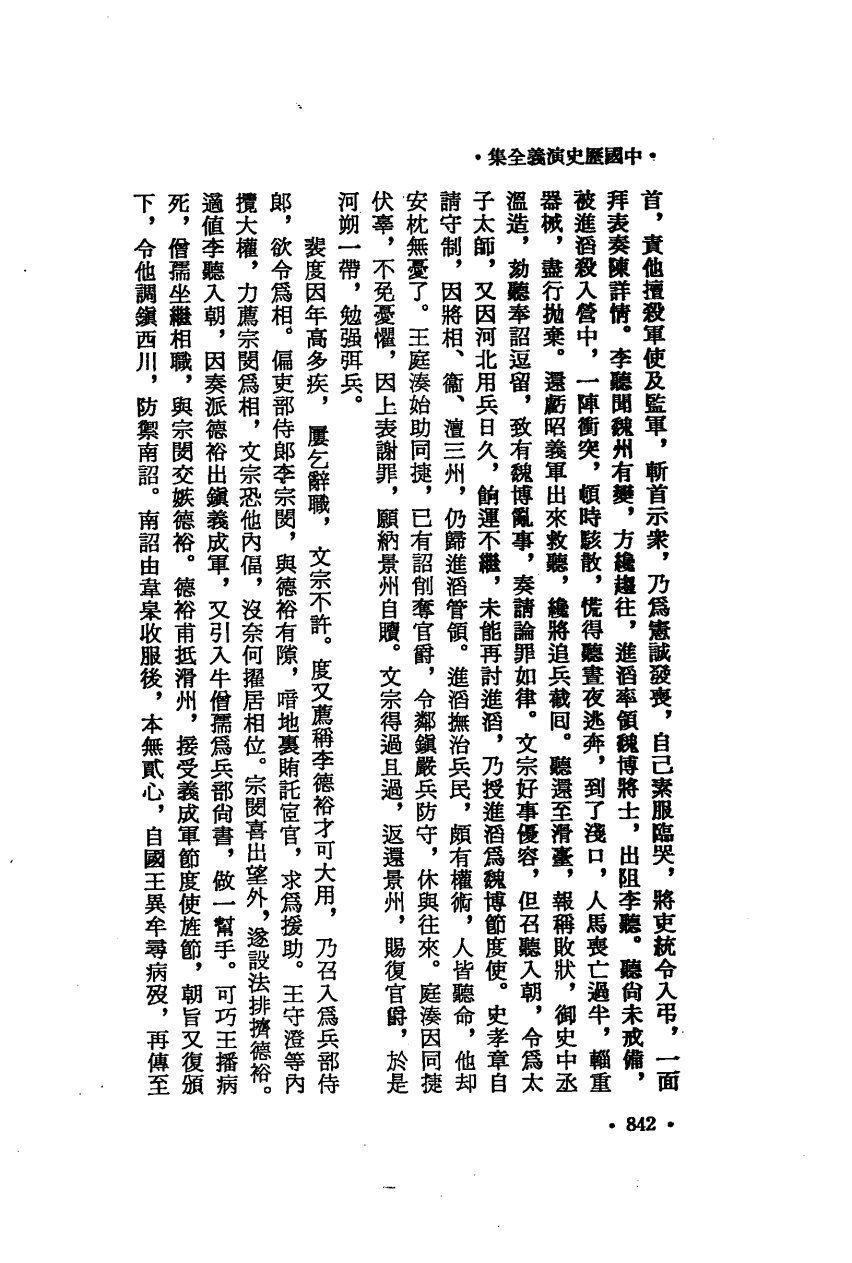 •中國歷史演義全集•
首，責他擅殺軍使及監軍，斬首示衆，乃爲憲誠發喪，自己素服臨哭，將吏統令入弔，一面
拜表奏陳詳情。李聽聞魏州有變，方纔趨往，進滔率領魏博將士，出阻李聽。聽尚未戒備，
被進滔殺入營中，一陣衝突，頓時駭散，慌得聽晝夜逃奔，到了淺口，人馬喪亡過半，輜重
器械，盡行拋棄。還虧昭義軍出來救聽，纔將追兵截囘。聽還至滑臺，報稱敗狀，御史中丞
溫造，劾聽奉詔逗留，致有魏博亂事，奏請論罪如律。文宗好事優容，但召聽入朝，令爲太
子太師，又因河北用兵日久，餉運不繼，未能再討進滔，乃授進滔爲魏博節度使。史孝章自
請守制，因將相、衞、澶三州，仍歸進滔管領。進滔撫治兵民，頗有權術，人皆聽命，他却
安枕無憂了。王庭湊始助同捷，已有詔削奪官爵，令鄰鎭嚴兵防守，休與往來。庭湊因同捷
伏辜，不免憂懼，因上表謝罪，願納景州自贖。文宗得過且過，返還景州，賜復官爵，於是
河朔一帶，勉强弭兵。
裴度因年高多疾，屢乞辭職，文宗不許。度又薦稱李德裕才可大用，乃召入爲兵部侍
郞，欲令爲相。偏吏部侍郞李宗閔，與德裕有隙，暗地裏賄託宦官，求爲援助。王守澄等內
攬大權，力薦宗閔爲相，文宗恐他內偪，沒奈何擢居相位。宗閔喜出望外，遂設法排擠德裕。
適值李聽入朝，因奏派德裕出鎭義成軍，又引入牛僧孺爲兵部尙書，做一幫手。可巧王播病
死，僧孺坐繼相職，與宗閔交嫉德裕。德裕甫抵滑州，接受義成軍節度使旌節，朝旨又復頒
下，令他調鎭西川，防禦南詔。南詔由韋臯收服後，本無貳心，自國王異牟尋病歿，再傳至
•842•